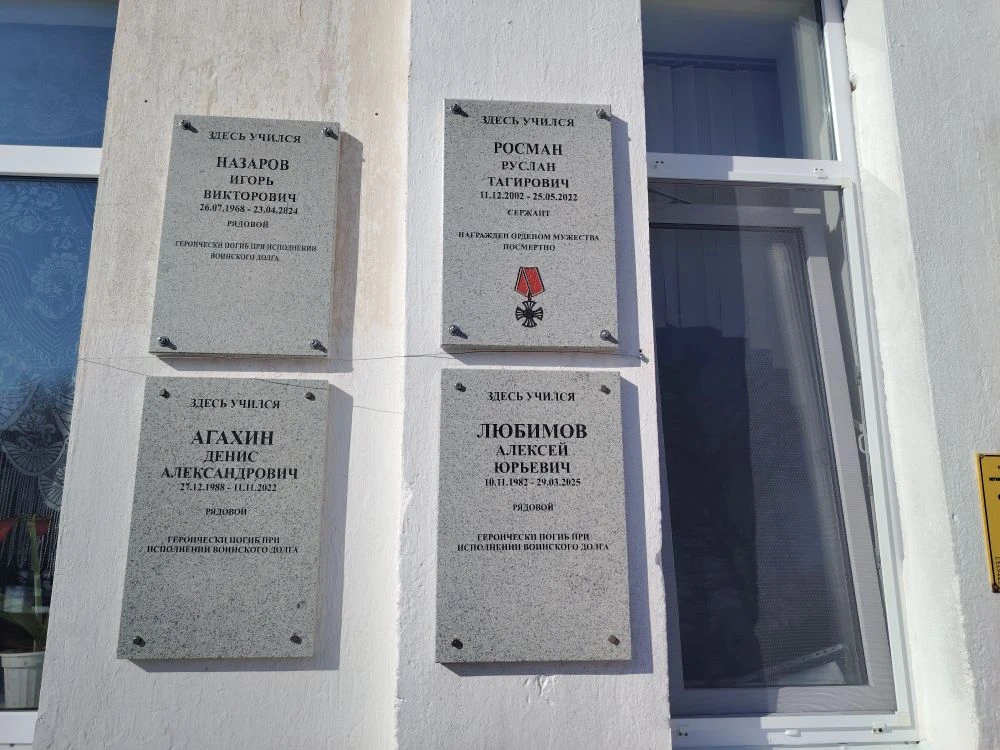 ЗДЕСЬ УЧИЛСЯ
НАЗАРОВ
ИГОРЬ
ВИКТОРОВИЧ
26.07.1968 - 23.04.2024
РЯДОВОЙ
ГЕРОИЧЕСКИ ПОГИБ ПРИ ИСПОЛНЕНИИ
ВОИНСКОГО ДОЛГА
ЗДЕСЬ УЧИЛСЯ
РОСМАН
РУСЛАН
ТАГИРОВИЧ
11.12.2002 - 25.05.2022
СЕРЖАНТ
НАГРАЖДЕН ОРДЕНОМ МУЖЕСТВА
ПОСМЕРТНО
ЗДЕСЬ УЧИЛСЯ
АГАХИН
ДЕНИС
АЛЕКСАНДРОВИЧ
27.12.1988 - 11.11.2022
РЯДОВОЙ
ГЕРОИЧЕСКИ ПОГИБ ПРИ
ИСПОЛНЕНИИ ВОИНСКОГО ДОЛГА
ЗДЕСЬ УЧИЛСЯ
ЛЮБИМОВ
АЛЕКСЕЙ
ЮРЬЕВИЧ
10.11.1982 - 29.03.2025
РЯДОВОЙ
ГЕРОИЧЕСКИ ПОГИБ ПРИ
ИСПОЛНЕНИИ ВОИНСКОГО ДОЛГА